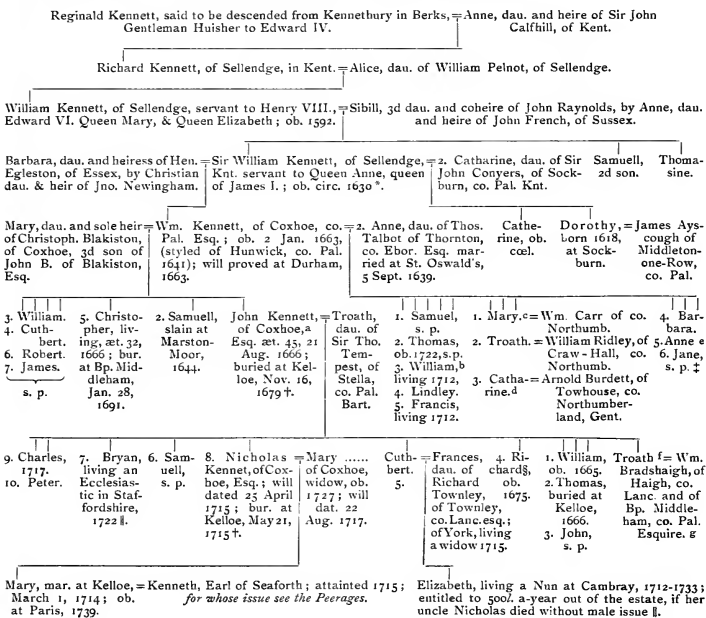 Reginald Kennett, said to be descended from Kennethbury in Berks,
Gentleman Huisher to Edward IV.
=Anne, dau. and heire of Sir John
Calfhill, of Kent.
Richard Kennett, of Sellendge, in Kent.=Alice, dau. of William Pelnot, of Sellendge.
William Kennett, of Sellendge, servant to Henry VIII.,
Edward VI. Queen Mary, & Queen Elizabeth; ob. 1592.
=Sibill, 3d dau. and coheire of John Raynolds, by Anne, dau.
and heire of John French, of Sussex.
Barbara, dau. and heiress of Hen.
Egleston, of Essex, by Christian
dau. & heir of Jno. Newingham.
=Sir William Kennett, of Sellendge,
Knt. servant to Queen Anne, queen
of James I.; ob. circ. 1630 *.
=2. Catharine, dau. of Sir
John Conyers, of Sock-
burn, co. Pal. Knt.
Samuell,
2d son.
Thoma-
sine.
Mary, dau. and sole heir
of Christoph. Blakiston,
of Coxhoe, 3d son of
John B. of Blakiston,
Esq.
=Wm. Kennett, of Coxhoe, co.
Pal. Esq.; ob. 2 Jan. 1663,
(styled of Hunwick, co. Pal.
1641); will proved at Durham,
1663.
=2. Anne, dau. of Thos.
Talbot of Thornton,
co. Ebor. Esq. mar-
ried at St. Oswald's,
5 Sept. 1639.
Cathe-
rine, ob.
cœl.
Dorothy,
born 1618,
at Sock-
burn.
=James Ays-
cough of
Middleton-
one-Row,
co. Pal.
3. William.
4. Cuth-
bert.
6. Robert.
7. James.
s. p.
5. Christo-
pher, liv-
ing, æt. 32,
1666; bur.
at Bp. Mid-
dleham,
Jan. 28,
1691.
2. Samuell,
slain at
Marston-
Moor,
1644.
John Kennett,
of Coxhoe,a
Esq. æt. 45, 21
Aug. 1666;
buried at Kel-
loe, Nov. 16,
1679†.
=Troath,
dau. of
Sir Tho.
Tem-
pest, of
Stella,
co. Pal.
Bart.
1. Samuel,
s. p.
2. Thomas,
ob. 1722, s.p.
3. William,b
living 1712,
4. Lindley.
5. Francis,
living 1712.
1. Mary.c=Wm. Carr of co.
Northumb.
2. Troath.=William Ridley, of
Craw-Hall, co.
Northumb.
3. Catha-
rine.d
=Arnold Burdett, of
Towhouse, co.
Northumber-
land, Gent.
4. Bar-
bara.
5. Anne e
6. Jane,
s. p. ‡
9. Charles,
1717.
10. Peter.
7. Bryan,
living an
Ecclesias-
tic in Staf-
fordshire,
1722‖.
6. Sam-
uell,
s. p.
8. Nicholas
Kennet, of Cox-
hoe, Esq.; will
dated 25 April
1715; bur. at
Kelloe, May 21,
1715†.
=Mary ......
of Coxhoe,
widow, ob.
1727; will
dat. 22
Aug. 1717.
Cuth-
bert.
5.
=Frances,
dau. of
Richard
Townley,
of Townley,
co. Lanc. esq.;
of York, living
a widow 1715.
4. Ri-
chard§,
ob.
1675.
1. William,
ob. 1665.
2. Thomas,
buried at
Kelloe,
1666.
3. John,
s. p.
Troath f= Wm.
Bradshaigh, of
Haigh, co.
Lanc. and of
Bp. Middle-
ham, co. Pal.
Esquire. g
Mary, mar. at Kelloe,
March 1, 1714; ob.
at Paris, 1739.
=Kenneth, Earl of Seaforth; attainted 1715;
for whose issue see the Peerages.
Elizabeth, living a Nun at Cambray, 1712-1733;
entitled to 500l. a-year out of the estate, if her
uncle Nicholas died without male issue ‖.